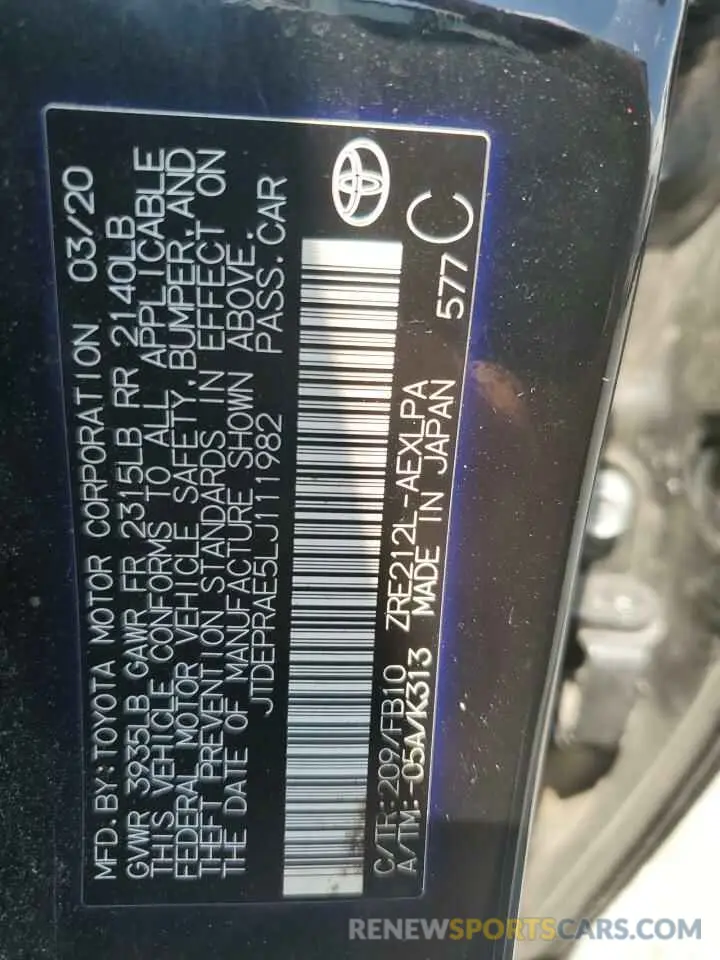 MFD. BY: TOYOTA MOTOR CORPORATION 03/20
GVWR 3935LB GAWR FR 2315LB RR 2140LB
THIS VEHICLE CONFORMS TO ALL APPLICABLE
FEDERAL MOTOR VEHICLE SAFETY, BUMPER, AND
THEFT PREVENTION STANDARDS IN EFFECT ON
THE DATE OF MANUFACTURE SHOWN ABOVE.
JTDEPRAE5LJ111982 PASS. CAR
C/TR: 209/FB10 ZRE212L-AEXLPA 577 C
A/TM: -05A/K313 MADE IN JAPAN
RENEWSPORTSCARS.COM